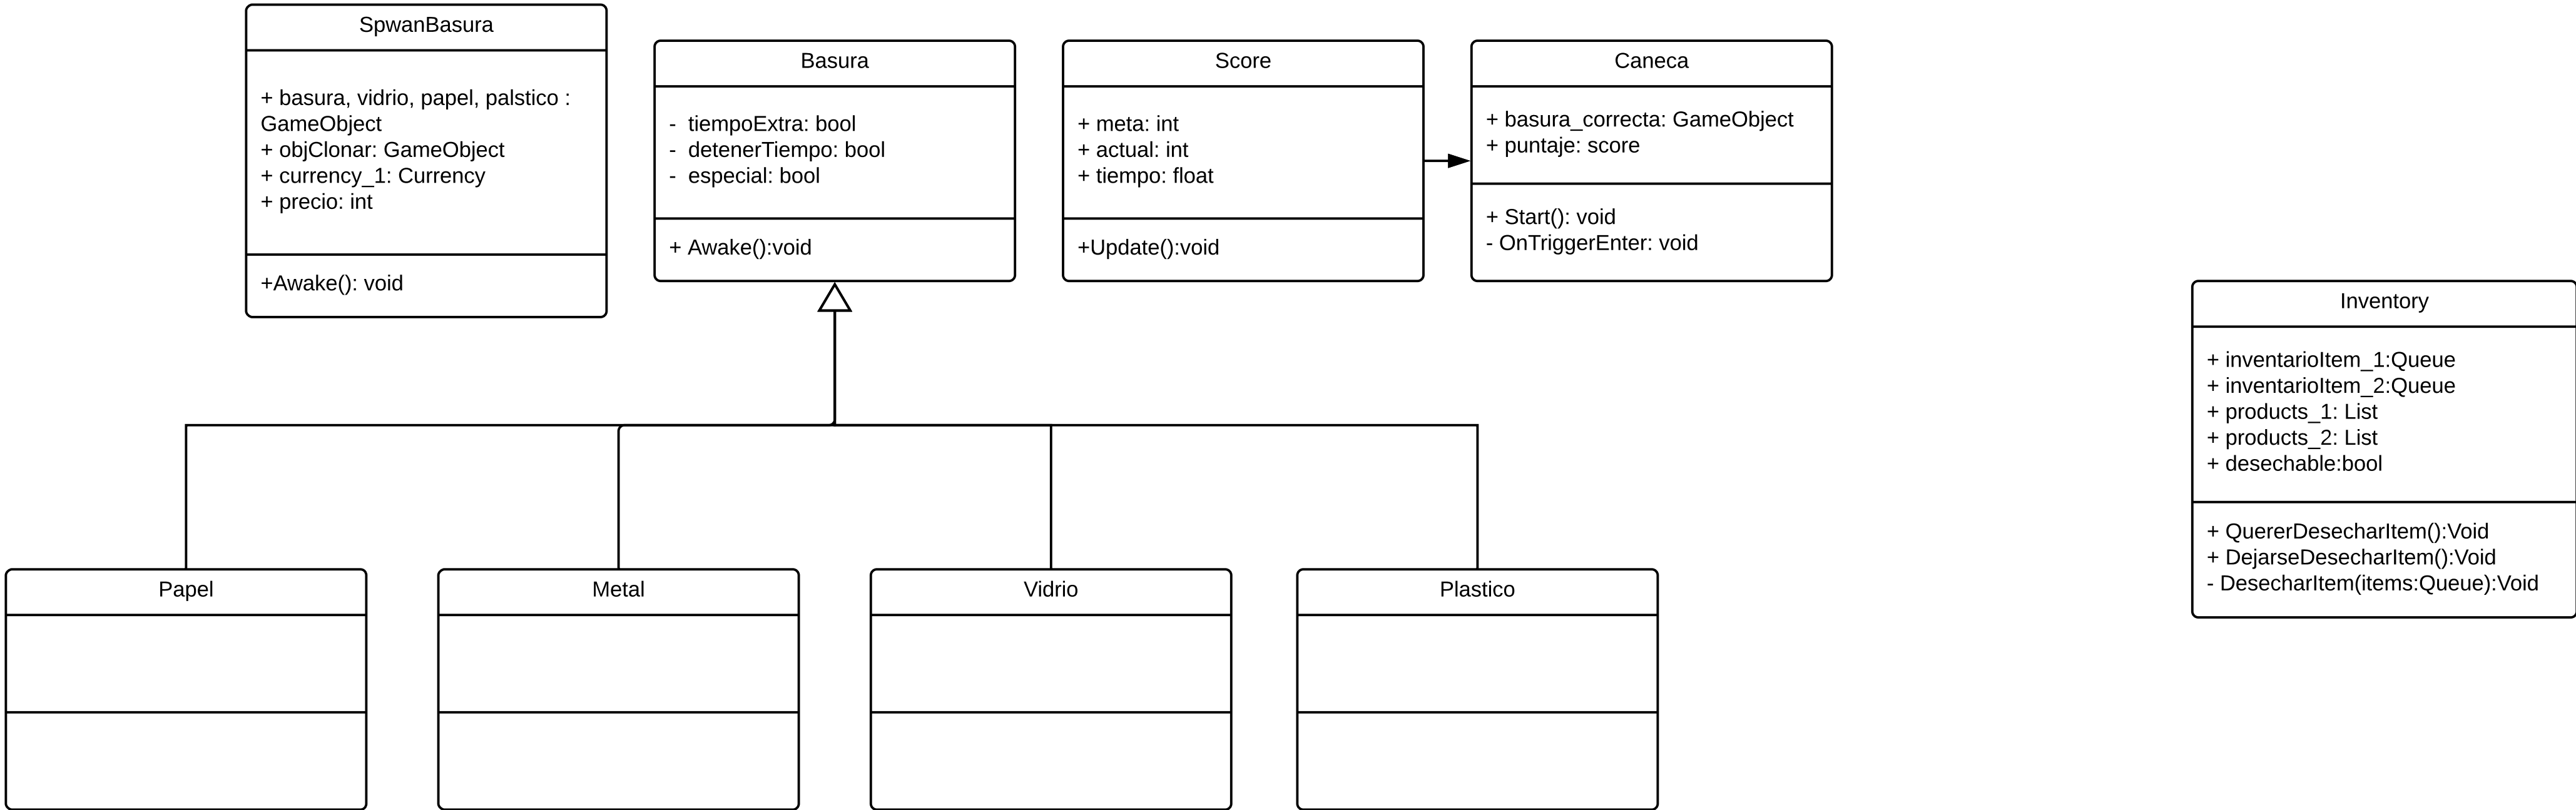 SpwanBasura
+ basura, vidrio, papel, palstico :
GameObject
+ objClonar: GameObject
+ currency_1: Currency
+ precio: int
+Awake(): void
Basura
-  tiempoExtra: bool
-  detenerTiempo: bool
-  especial: bool
+ Awake():void
Score
+ meta: int
+ actual: int
+ tiempo: float
+Update():void
Caneca
+ basura_correcta: GameObject
+ puntaje: score
+ Start(): void
- OnTriggerEnter: void
Inventory
+ inventarioItem_1:Queue
+ inventarioItem_2:Queue
+ products_1: List
+ products_2: List
+ desechable:bool
+ QuererDesecharItem():Void
+ DejarseDesecharItem():Void
- DesecharItem(items:Queue):Void
Papel
Metal
Vidrio
Plastico